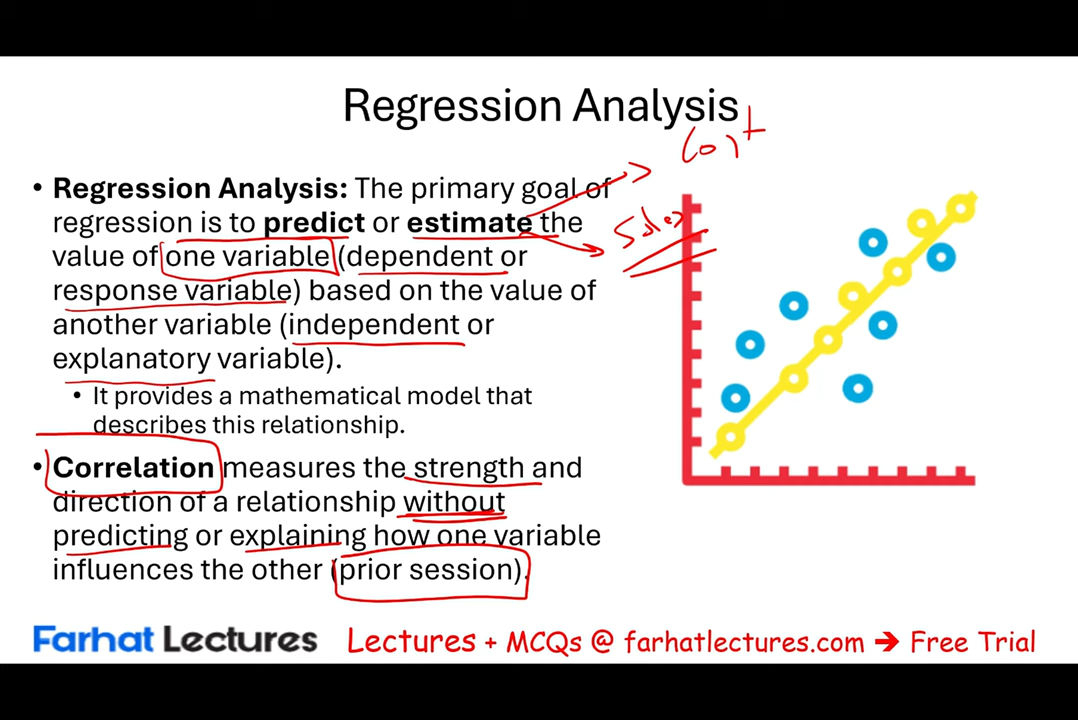 Regression Analysis
Cost
• Regression Analysis: The primary goal of
regression is to predict or estimate the
Sales
value of one variable (dependent or
response variable) based on the value of
another variable (independent or
explanatory variable).
• It provides a mathematical model that
describes this relationship.
• Correlation measures the strength and
direction of a relationship without
predicting or explaining how one variable
influences the other (prior session).
Farhat Lectures Lectures + MCQs @ farhatlectures.com ➔ Free Trial